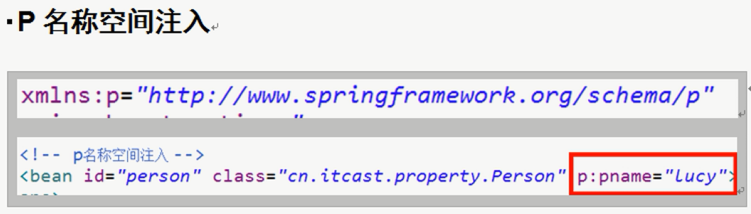 ▪P 名称空间注入
xmlns:p="http://www.springframework.org/schema/p"
<!-- p名称空间注入 -->
<bean id="person" class="cn.itcast.property.Person" p:pname="lucy">